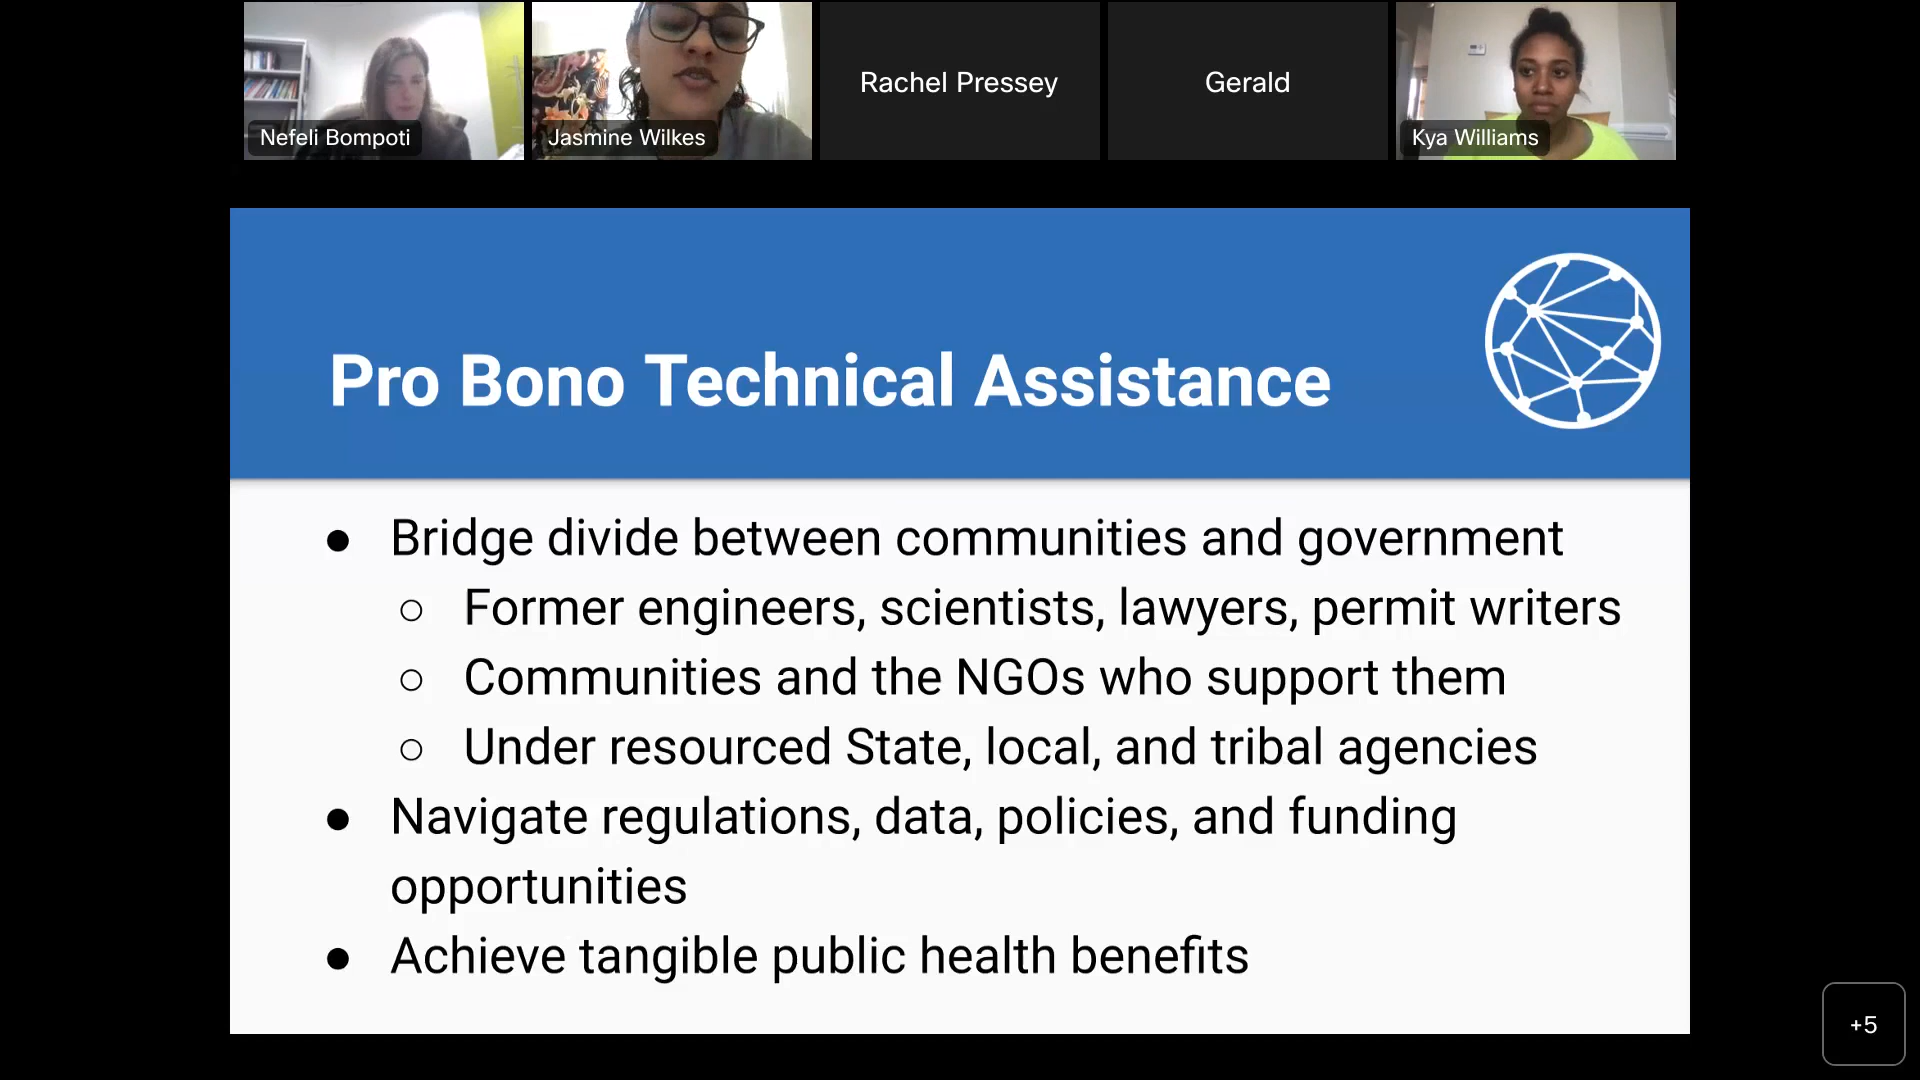 Nefeli Bompoti
Jasmine Wilkes
Rachel Pressey
Gerald
Kya Williams
Pro Bono Technical Assistance
● Bridge divide between communities and government
○ Former engineers, scientists, lawyers, permit writers
○ Communities and the NGOs who support them
○ Under resourced State, local, and tribal agencies
● Navigate regulations, data, policies, and funding
opportunities
● Achieve tangible public health benefits
+5